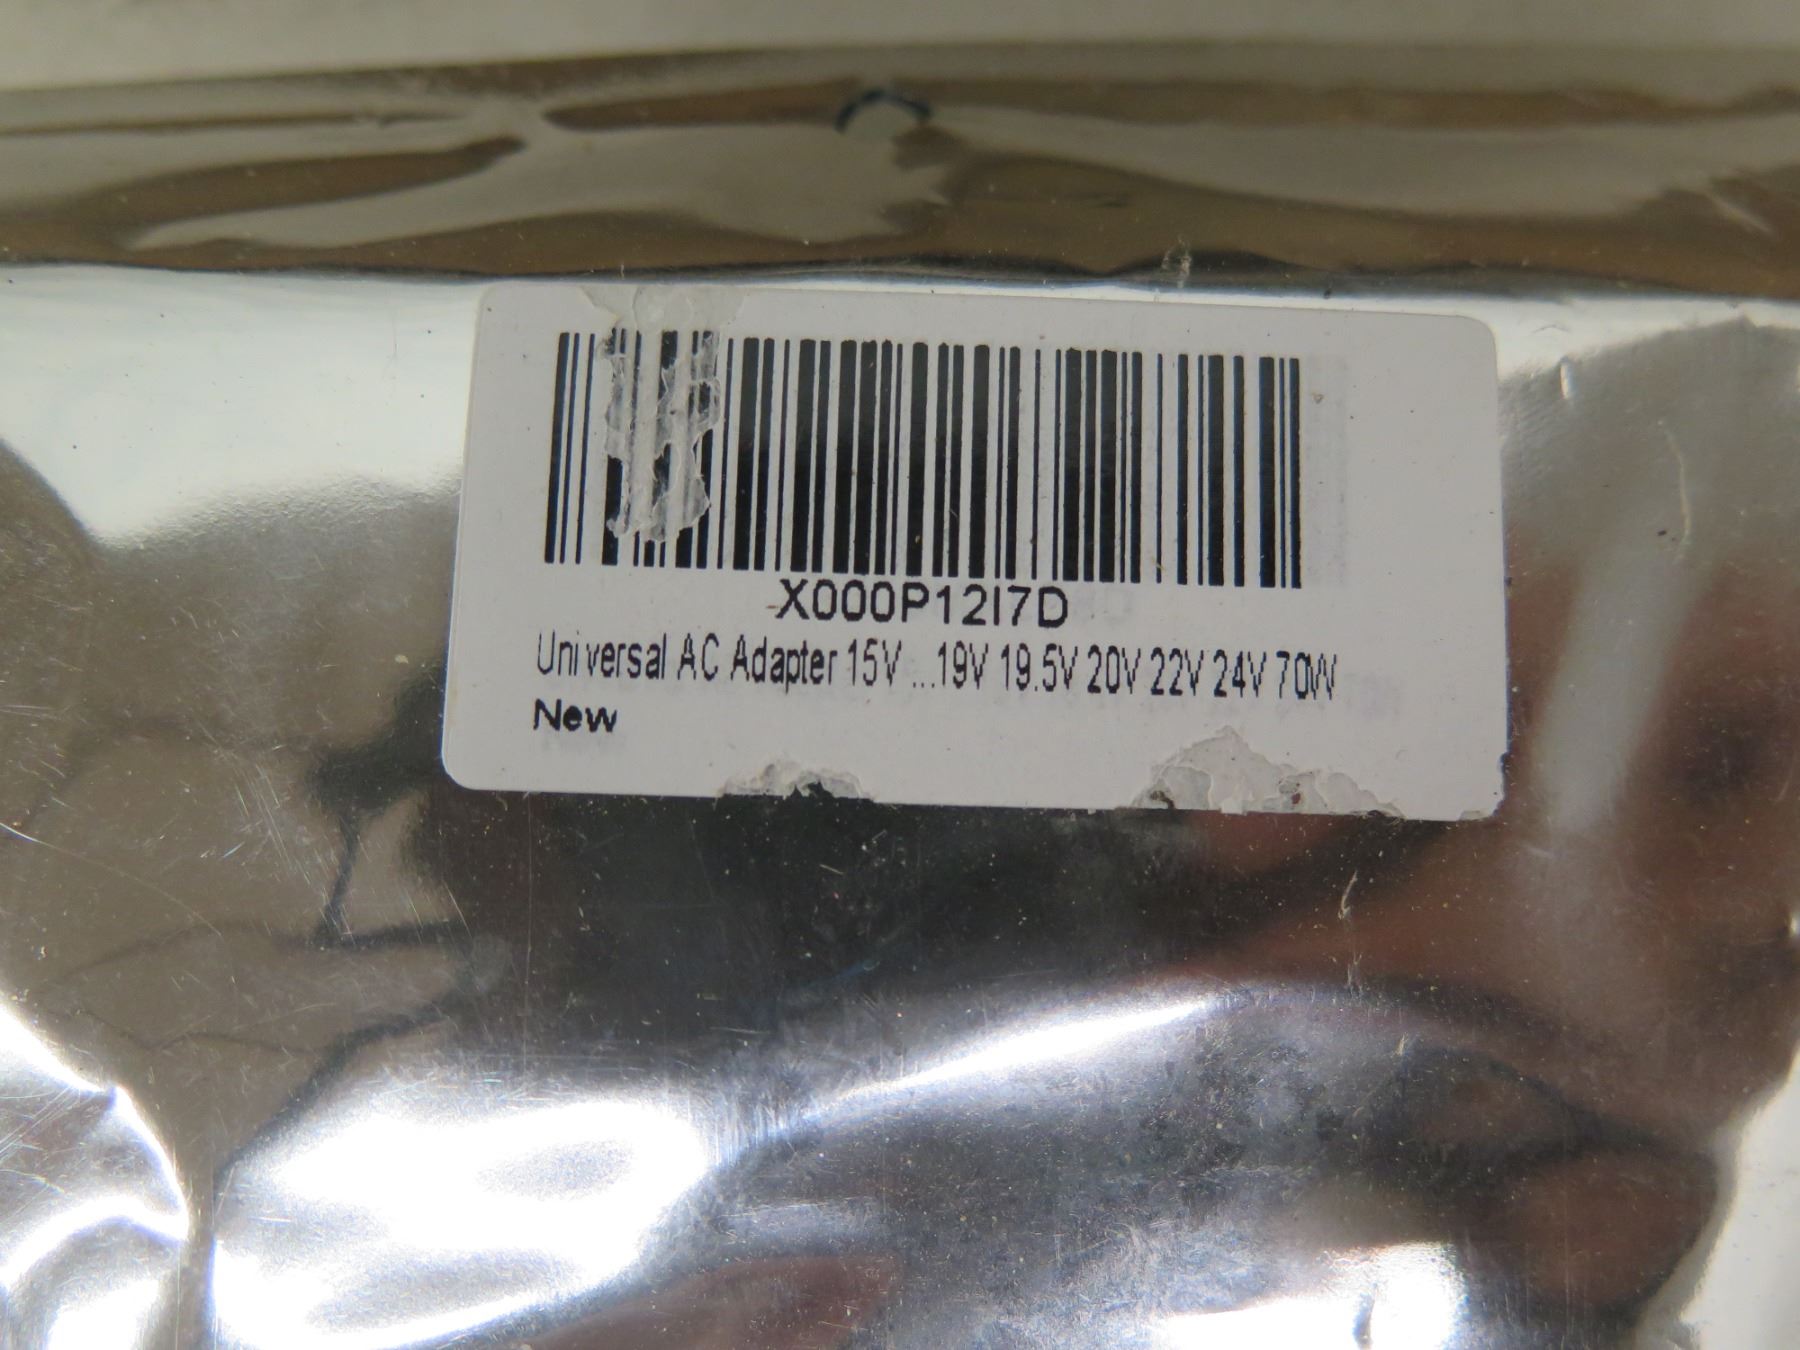 X000P12I7D
Universal AC Adapter 15V ...19V 19.5V 20V 22V 24V 70W
New